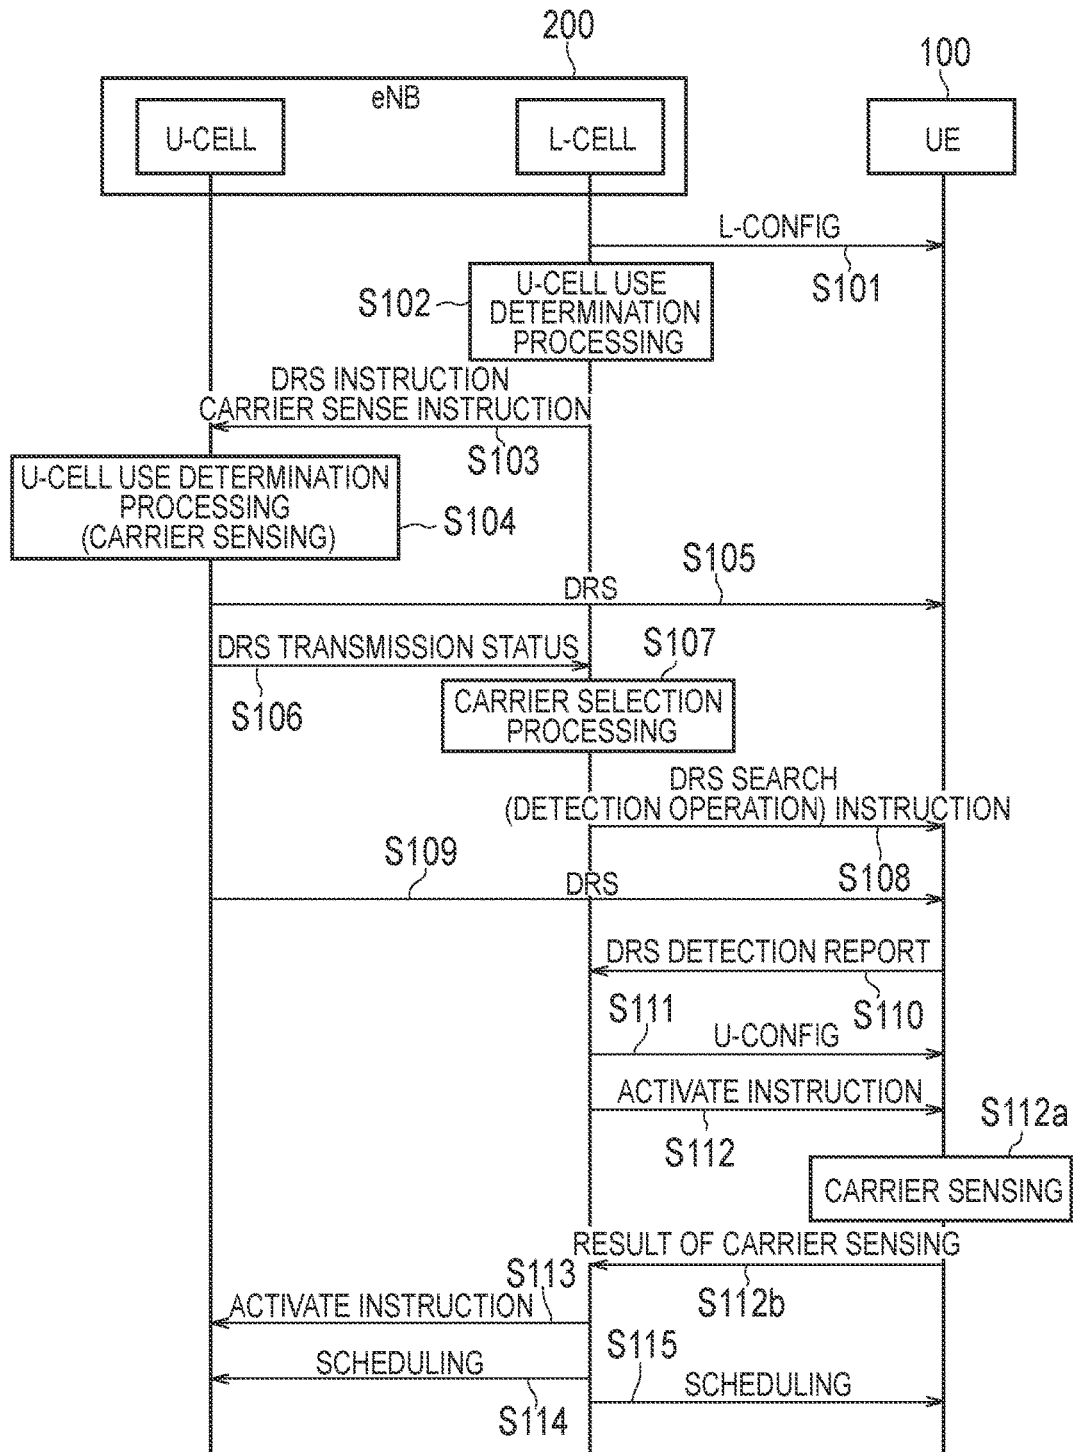 200
100
eNB
U-CELL
L-CELL
UE
L-CONFIG
S101
S102
U-CELL USE
DETERMINATION
PROCESSING
DRS INSTRUCTION
CARRIER SENSE INSTRUCTION
S103
U-CELL USE DETERMINATION
PROCESSING
(CARRIER SENSING)
S104
S105
DRS
DRS TRANSMISSION STATUS
S106
S107
CARRIER SELECTION
PROCESSING
DRS SEARCH
(DETECTION OPERATION) INSTRUCTION
S108
S109
DRS
DRS DETECTION REPORT
S110
S111
U-CONFIG
ACTIVATE INSTRUCTION
S112
S112a
CARRIER SENSING
RESULT OF CARRIER SENSING
S112b
S113
ACTIVATE INSTRUCTION
SCHEDULING
S114
S115
SCHEDULING